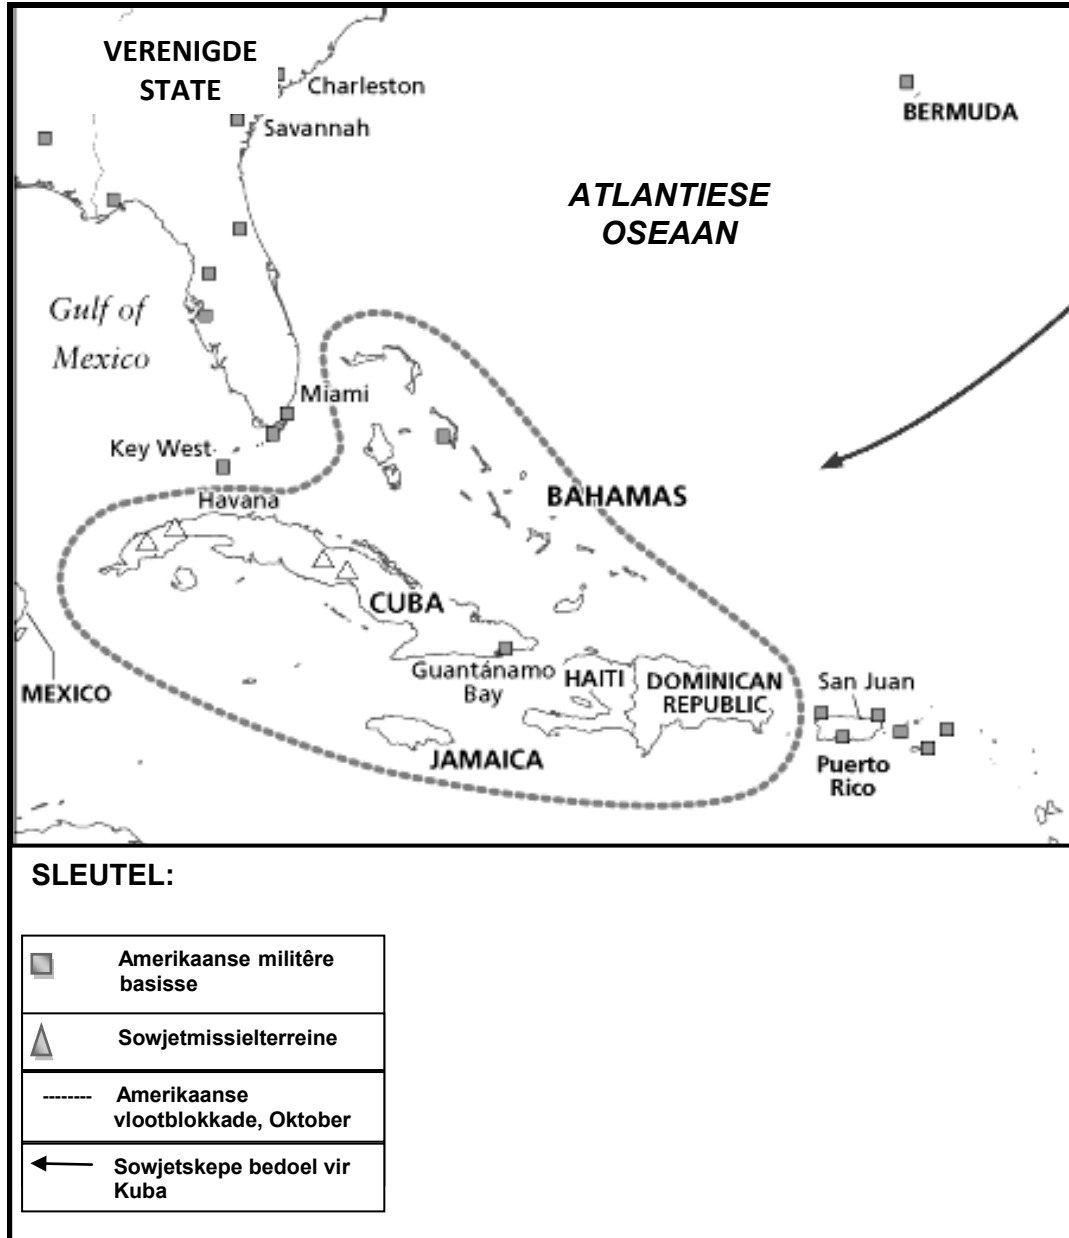 VERENIGDE
STATE
Charleston
Savannah
BERMUDA
ATLANTIESE
OSEAAN
Gulf of
Mexico
Miami
Key West
Havana
BAHAMAS
CUBA
Guantánamo
Bay
HAITI
DOMINICAN
REPUBLIC
San Juan
MEXICO
JAMAICA
Puerto
Rico
SLEUTEL:
Amerikaanse militêre
basisse
Sowjetmissielterreine
Amerikaanse
vlootblokkade, Oktober
Sowjetskepe bedoel vir
Kuba